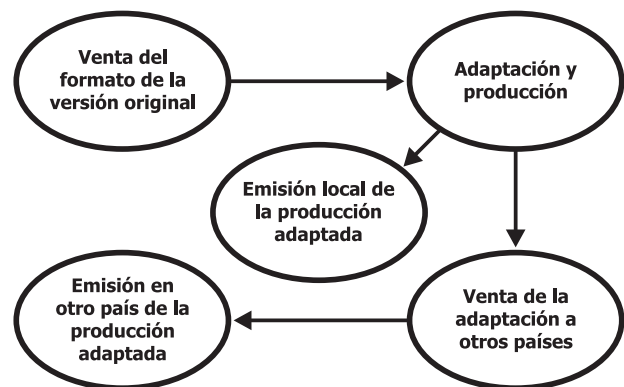 Venta del
formato de la
versión original
Adaptación y
producción
Emisión local de
la producción
adaptada
Emisión en
otro país de la
producción
adaptada
Venta de la
adaptación a
otros países